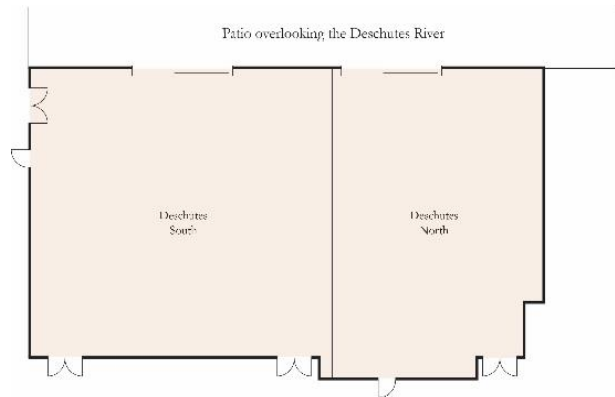 Patio overlooking the Deschutes River
Deschutes
South
Deschutes
North